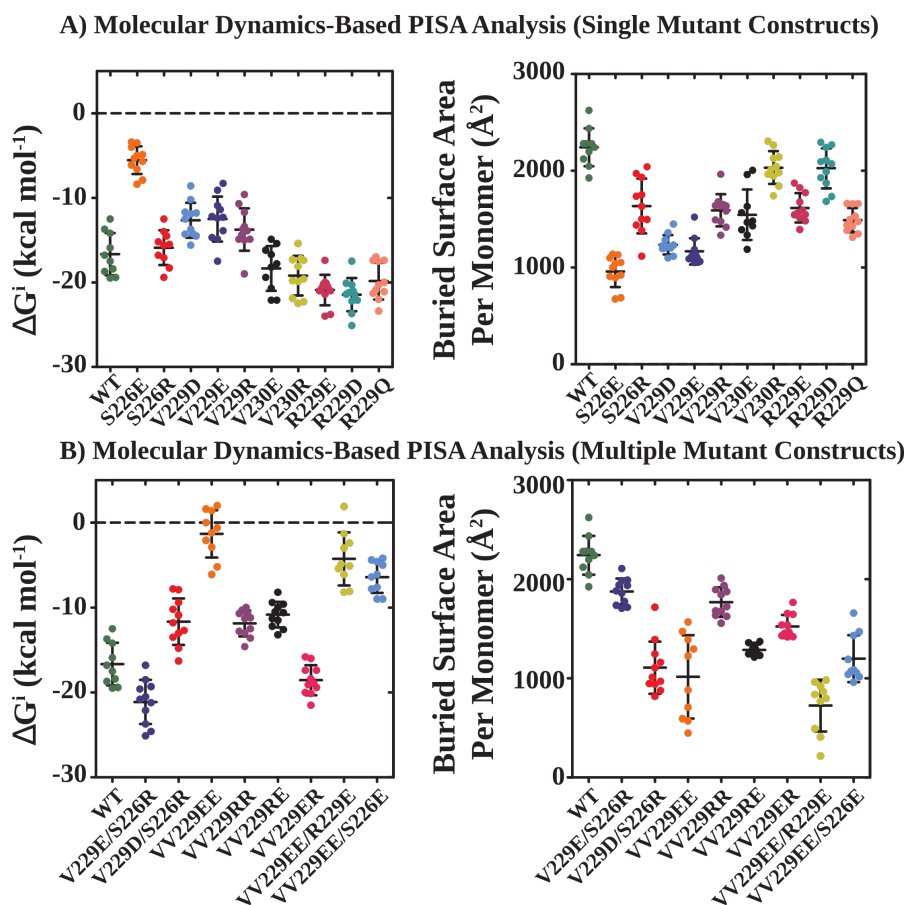 A) Molecular Dynamics-Based PISA Analysis (Single Mutant Constructs)
ΔGⁱ (kcal mol⁻¹)
0
-10
-20
-30
WT
S226E
S226R
V229D
V229E
V229R
V230E
V230R
R229E
R229D
R229Q
Buried Surface Area
Per Monomer (Å²)
3000
2000
1000
0
WT
S226E
S226R
V229D
V229E
V229R
V230E
V230R
R229E
R229D
R229Q
B) Molecular Dynamics-Based PISA Analysis (Multiple Mutant Constructs)
ΔGⁱ (kcal mol⁻¹)
0
-10
-20
-30
WT
V229E/S226R
V229D/S226R
VV229EE
VV229RR
VV229RE
VV229ER
VV229EE/R229E
VV229EE/S226E
Buried Surface Area
Per Monomer (Å²)
3000
2000
1000
0
WT
V229E/S226R
V229D/S226R
VV229EE
VV229RR
VV229RE
VV229ER
VV229EE/R229E
VV229EE/S226E